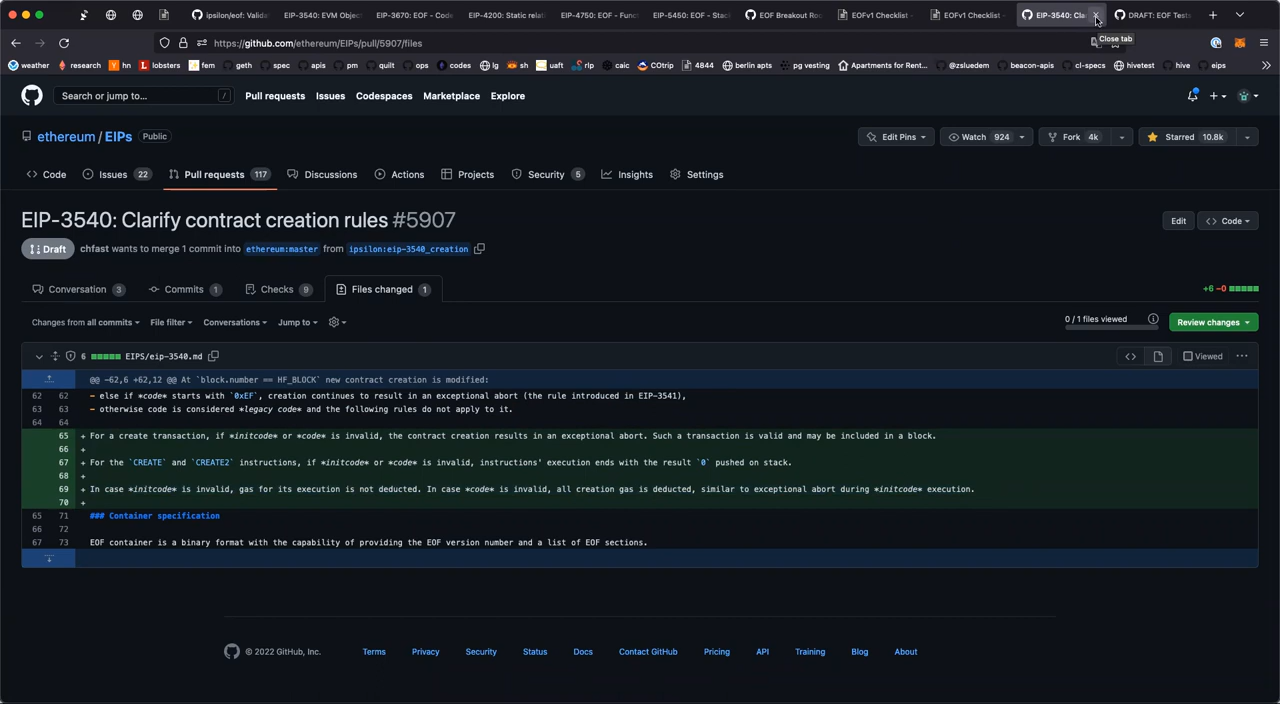 ipsilon/eof: Valida
EIP-3540: EVM Objec
EIP-3670: EOF - Code
EIP-4200: Static relati
EIP-4750: EOF - Func
EIP-5450: EOF - Stack
EOF Breakout Roo
EOFv1 Checklist -
EOFv1 Checklist -
EIP-3540: Cla
DRAFT: EOF Tests
https://github.com/ethereum/EIPs/pull/5907/files
Close tab
weather
research
hn
lobsters
fem
geth
spec
apis
pm
quilt
ops
codes
lg
sh
uaft
rlp
caic
COtrip
4844
berlin apts
pg vesting
Apartments for Rent...
@zsluedem
beacon-apis
cl-specs
hivetest
hive
eips
Search or jump to...
/
Pull requests
Issues
Codespaces
Marketplace
Explore
ethereum / EIPs
Public
Edit Pins
Watch 924
Fork 4k
Starred 10.8k
Code
Issues 22
Pull requests 117
Discussions
Actions
Projects
Security 5
Insights
Settings
EIP-3540: Clarify contract creation rules #5907
Edit
Code
Draft
chfast wants to merge 1 commit into ethereum:master from ipsilon:eip-3540_creation
Conversation 3
Commits 1
Checks 9
Files changed 1
+6 −0
Changes from all commits
File filter
Conversations
Jump to
0 / 1 files viewed
Review changes
6
EIPS/eip-3540.md
Viewed
@@ -62,6 +62,12 @@ At `block.number == HF_BLOCK` new contract creation is modified:
62 62 - else if *code* starts with `0xEF`, creation continues to result in an exceptional abort (the rule introduced in EIP-3541),
63 63 - otherwise code is considered *legacy code* and the following rules do not apply to it.
64 64
65 + For a create transaction, if *initcode* or *code* is invalid, the contract creation results in an exceptional abort. Such a transaction is valid and may be included in a block.
66 +
67 + For the `CREATE` and `CREATE2` instructions, if *initcode* or *code* is invalid, instructions' execution ends with the result `0` pushed on stack.
68 +
69 + In case *initcode* is invalid, gas for its execution is not deducted. In case *code* is invalid, all creation gas is deducted, similar to exceptional abort during *initcode* execution.
70 +
65 71 ### Container specification
66 72
67 73 EOF container is a binary format with the capability of providing the EOF version number and a list of EOF sections.
© 2022 GitHub, Inc.
Terms
Privacy
Security
Status
Docs
Contact GitHub
Pricing
API
Training
Blog
About